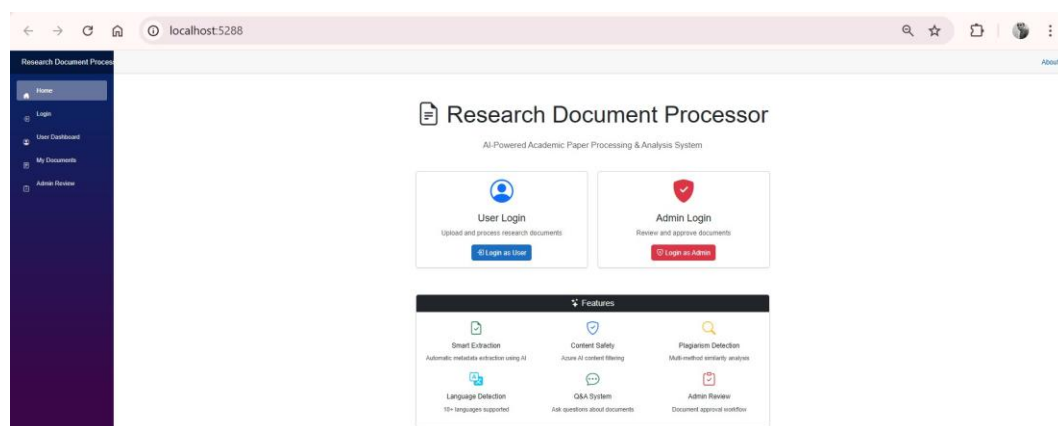 localhost:5288
Research Document Proces
About
Home
Login
User Dashboard
My Documents
Admin Review
Research Document Processor
AI-Powered Academic Paper Processing & Analysis System
User Login
Upload and process research documents
Login as User
Admin Login
Review and approve documents
Login as Admin
Features
Smart Extraction
Automatic metadata extraction using AI
Content Safety
Azure AI content filtering
Plagiarism Detection
Multi-method similarity analysis
Language Detection
10+ languages supported
Q&A System
Ask questions about documents
Admin Review
Document approval workflow